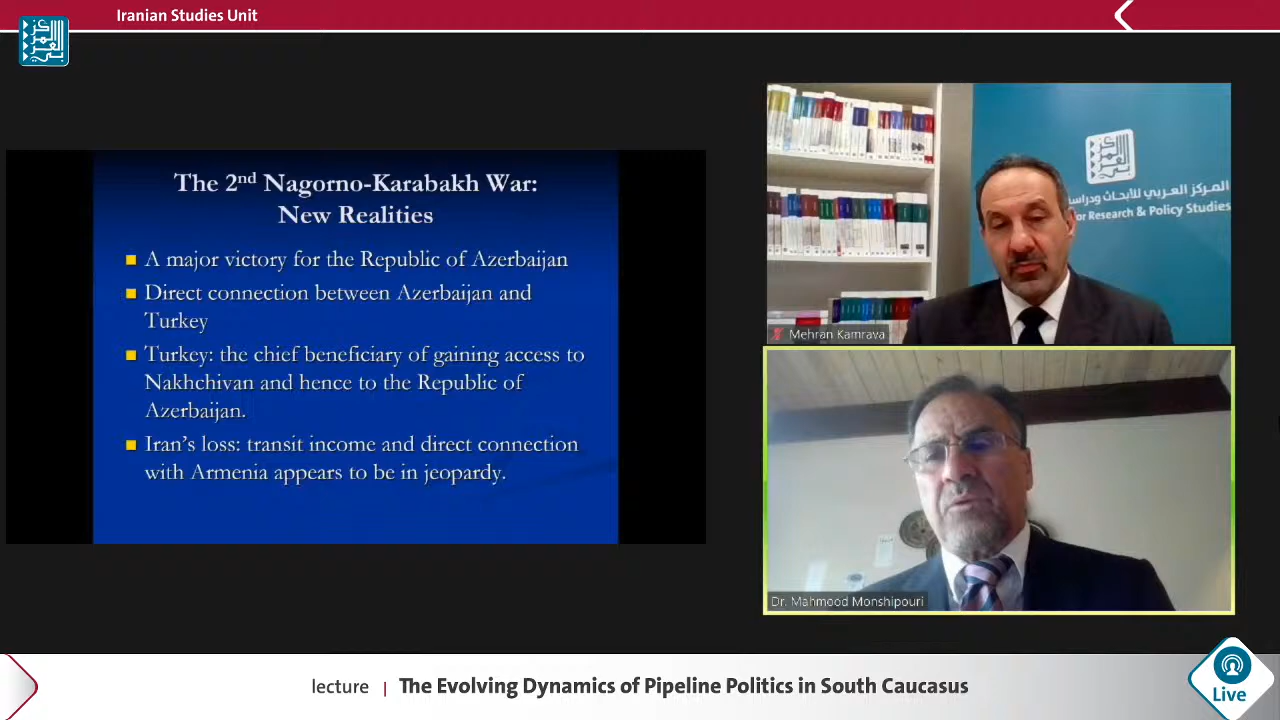 Iranian Studies Unit
The 2nd Nagorno-Karabakh War:
New Realities
A major victory for the Republic of Azerbaijan
Direct connection between Azerbaijan and
Turkey
Turkey: the chief beneficiary of gaining access to
Nakhchivan and hence to the Republic of
Azerbaijan.
Iran's loss: transit income and direct connection
with Armenia appears to be in jeopardy.
المركز العربي للأبحاث ودراسة
or Research & Policy Studies
Mehran Kamrava
Dr. Mahmood Monshipouri
lecture | The Evolving Dynamics of Pipeline Politics in South Caucasus
Live